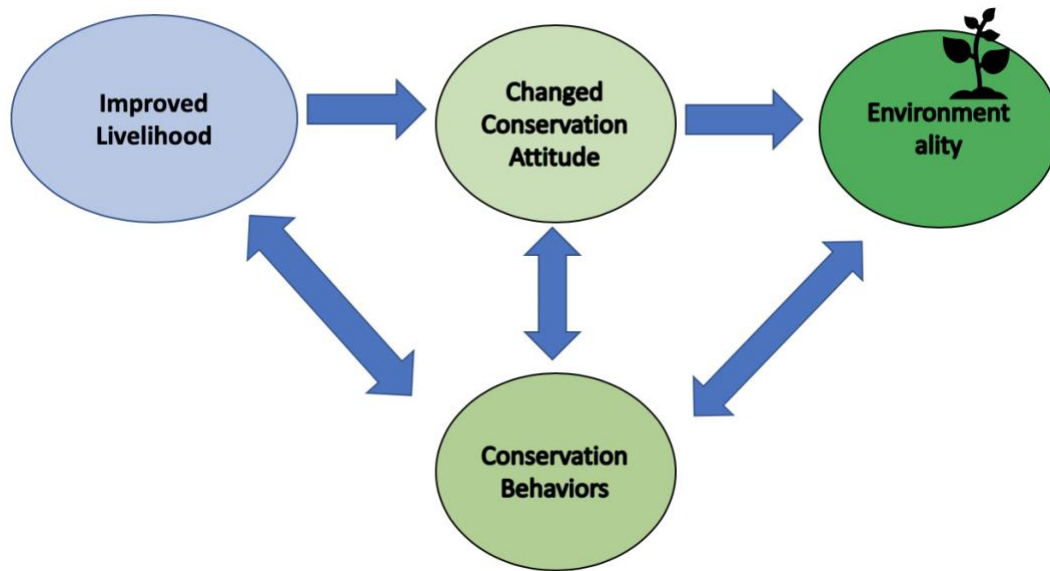 Improved
Livelihood
Changed
Conservation
Attitude
Environment
ality
Conservation
Behaviors